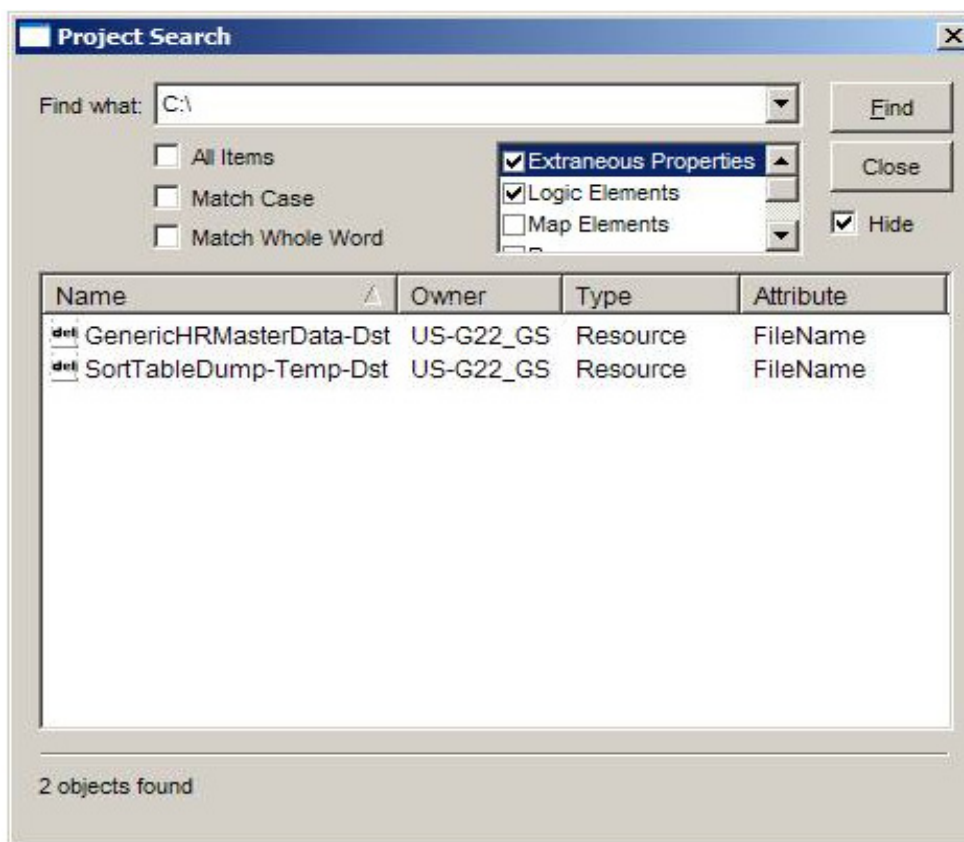 Project Search
Find what: C:\ Find
All Items Extraneous Properties Close
Match Case Logic Elements
Match Whole Word Map Elements Hide
Name Owner Type Attribute
GenericHRMasterData-Dst US-G22_GS Resource FileName
SortTableDump-Temp-Dst US-G22_GS Resource FileName
2 objects found